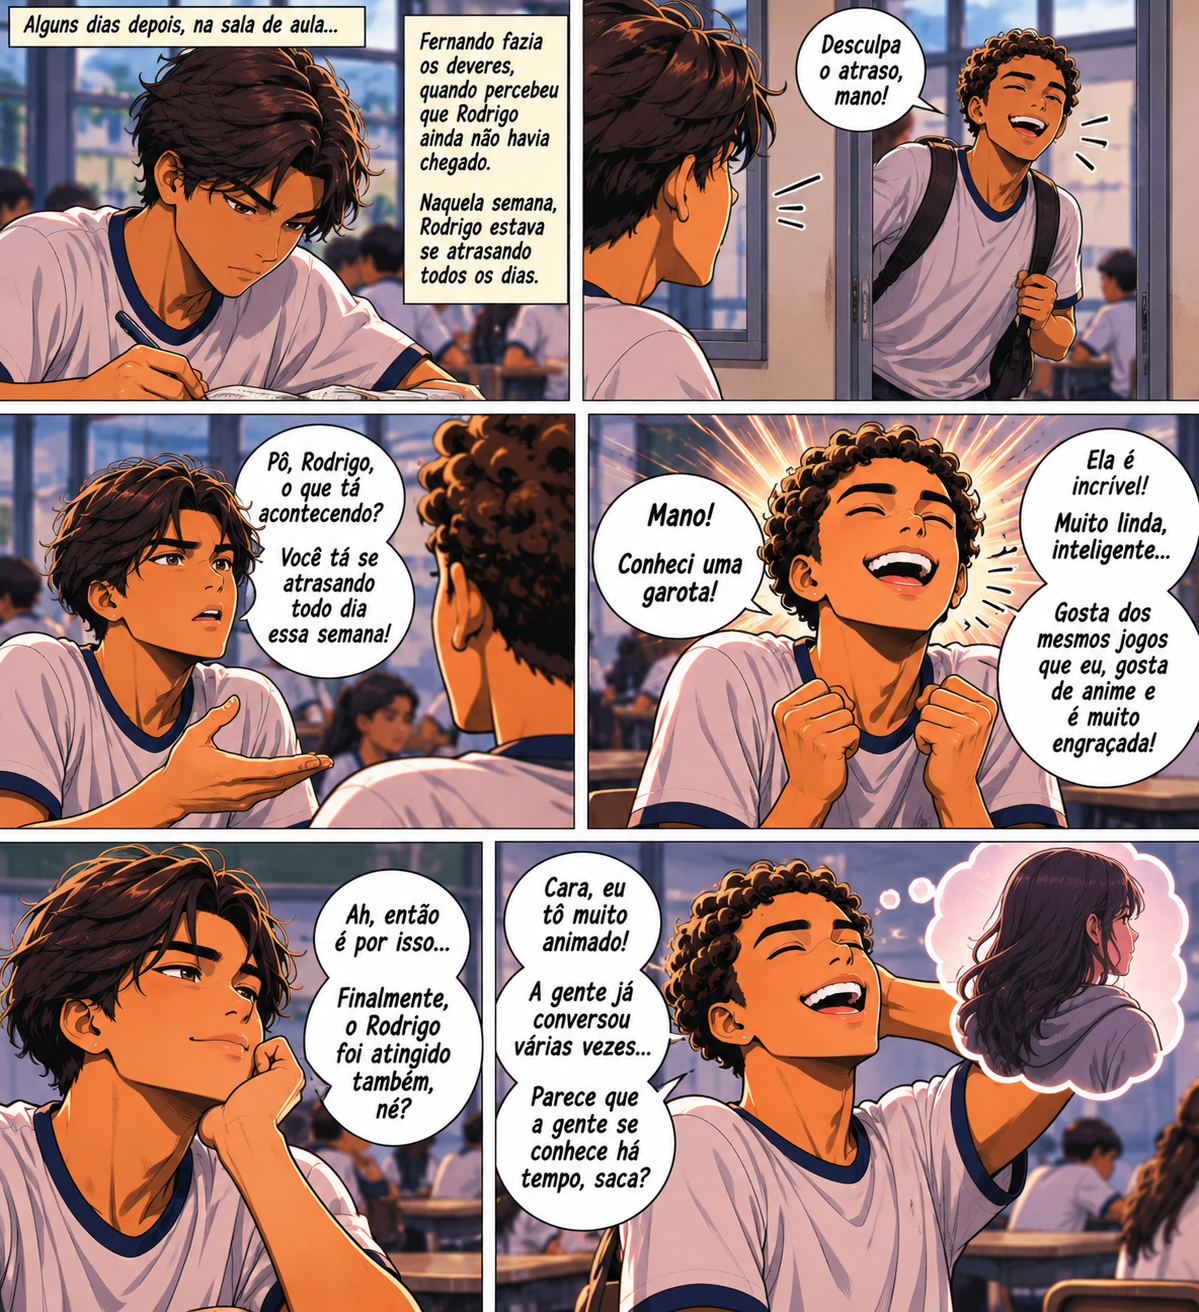 Alguns dias depois, na sala de aula...
Fernando fazia
os deveres,
quando percebeu
que Rodrigo
ainda não havia
chegado.
Naquela semana,
Rodrigo estava
se atrasando
todos os dias.
Desculpa
o atraso,
mano!
Pô, Rodrigo,
o que tá
acontecendo?
Você tá se
atrasando
todo dia
essa semana!
Mano!
Conheci uma
garota!
Ela é
incrível!
Muito linda,
inteligente...
Gosta dos
mesmos jogos
que eu, gosta
de anime e
é muito
engraçada!
Ah, então
é por isso...
Finalmente,
o Rodrigo
foi atingido
também,
né?
Cara, eu
tô muito
animado!
A gente já
conversou
várias vezes...
Parece que
a gente se
conhece há
tempo, saca?